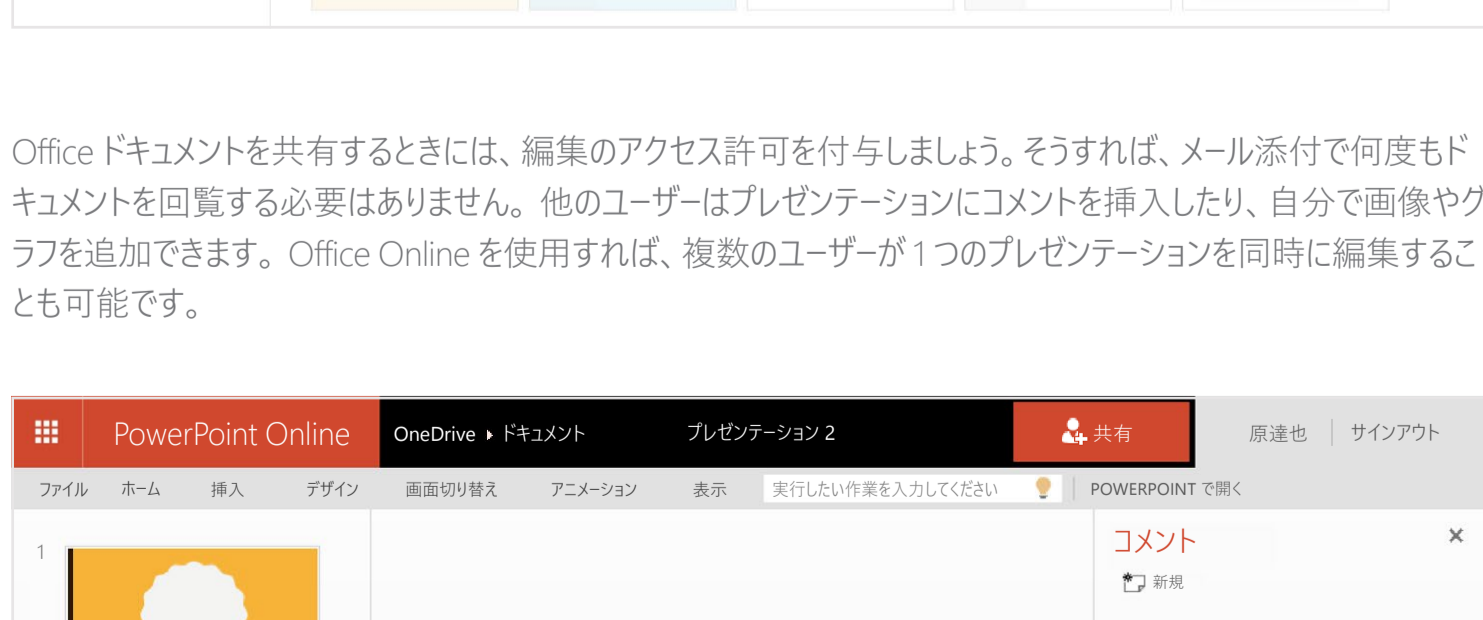 Office ドキュメントを共有するときには、編集のアクセス許可を付与しましょう。そうすれば、メール添付で何度もド
キュメントを回覧する必要はありません。他のユーザーはプレゼンテーションにコメントを挿入したり、自分で画像やグ
ラフを追加できます。Office Online を使用すれば、複数のユーザーが 1 つのプレゼンテーションを同時に編集するこ
とも可能です。
PowerPoint Online OneDrive ▸ ドキュメント プレゼンテーション 2 共有 原達也 サインアウト
ファイル ホーム 挿入 デザイン 画面切り替え アニメーション 表示 実行したい作業を入力してください POWERPOINT で開く
1
コメント
新規